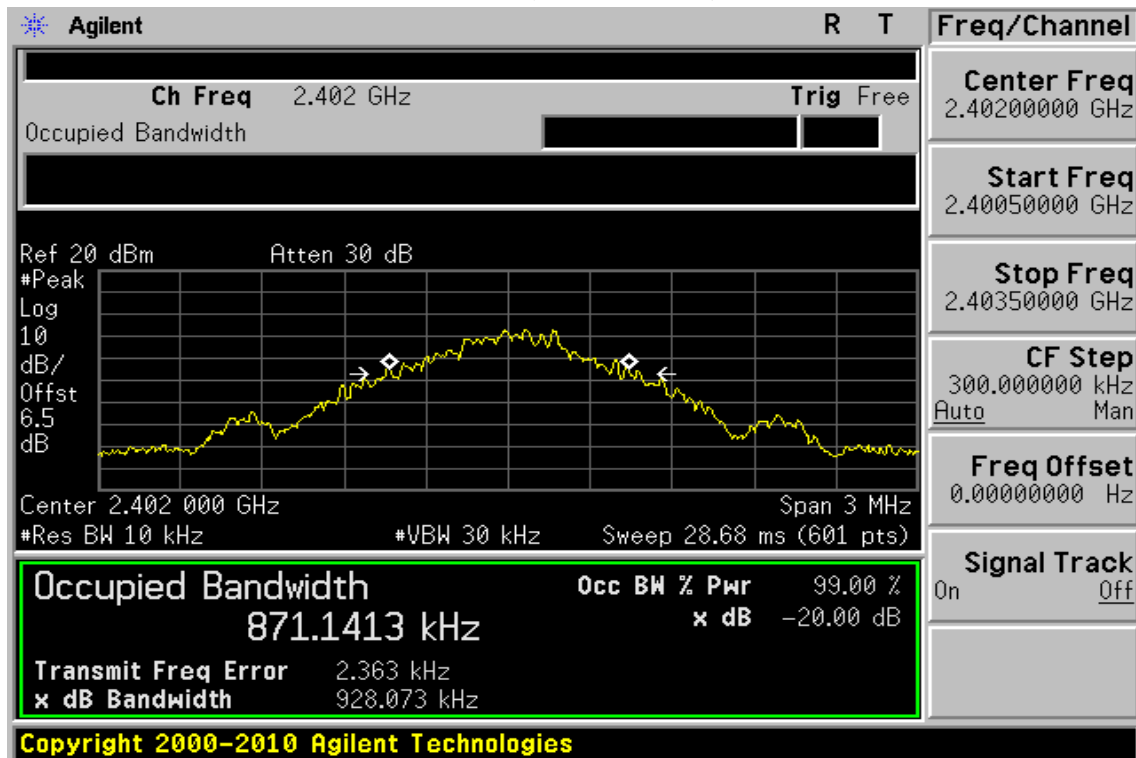 Agilent R T
Ch Freq 2.402 GHz Trig Free
Occupied Bandwidth
Ref 20 dBm Atten 30 dB
#Peak
Log
10
dB/
Offst
6.5
dB
Center 2.402 000 GHz Span 3 MHz
#Res BW 10 kHz #VBW 30 kHz Sweep 28.68 ms (601 pts)
Occupied Bandwidth Occ BW % Pwr 99.00 %
871.1413 kHz x dB -20.00 dB
Transmit Freq Error 2.363 kHz
x dB Bandwidth 928.073 kHz
Copyright 2000-2010 Agilent Technologies
Freq/Channel
Center Freq
2.40200000 GHz
Start Freq
2.40050000 GHz
Stop Freq
2.40350000 GHz
CF Step
300.000000 kHz
Auto Man
Freq Offset
0.00000000 Hz
Signal Track
On Off